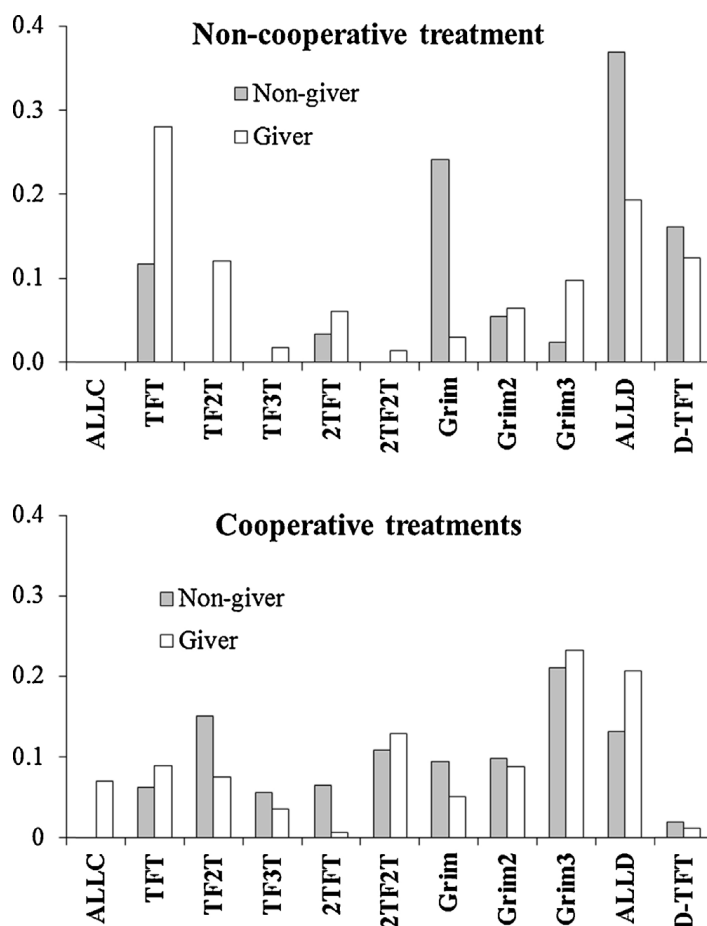 Non-cooperative treatment
0.4
0.3
0.2
0.1
0.0
Non-giver
Giver
ALLC
TFT
TF2T
TF3T
2TFT
2TF2T
Grim
Grim2
Grim3
ALLD
D-TFT
Cooperative treatments
0.4
0.3
0.2
0.1
0
Non-giver
Giver
ALLC
TFT
TF2T
TF3T
2TFT
2TF2T
Grim
Grim2
Grim3
ALLD
D-TFT